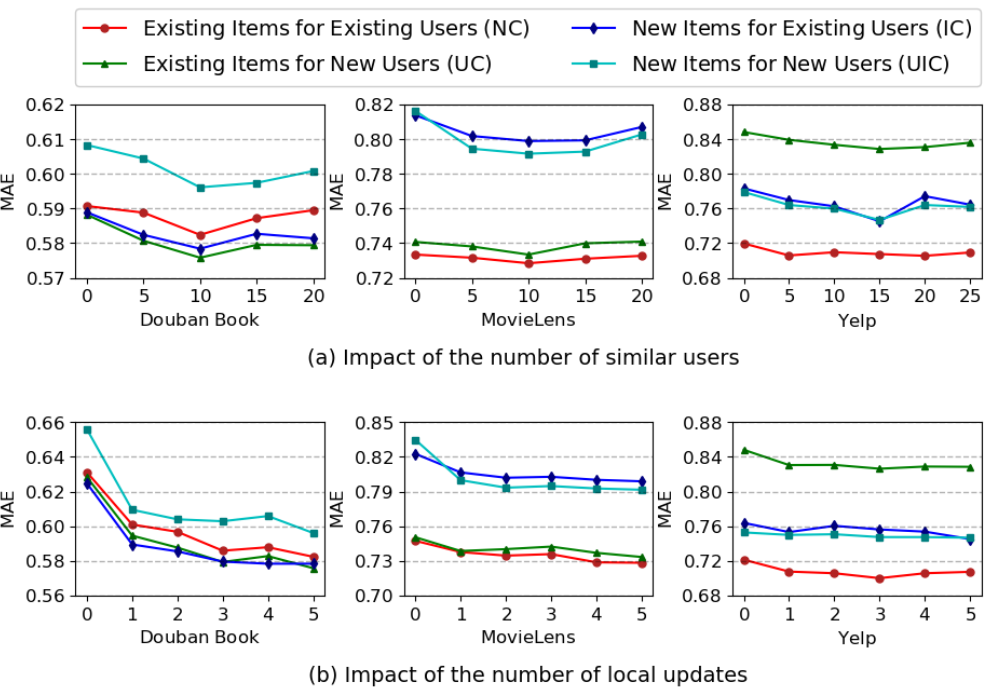 Existing Items for Existing Users (NC)
New Items for Existing Users (IC)
Existing Items for New Users (UC)
New Items for New Users (UIC)
0.62
0.61
0.60
0.59
0.58
0.57
MAE
0 5 10 15 20
Douban Book
0.82
0.80
0.78
0.76
0.74
0.72
MAE
0 5 10 15 20
MovieLens
0.88
0.84
0.80
0.76
0.72
0.68
MAE
0 5 10 15 20 25
Yelp
(a) Impact of the number of similar users
0.66
0.64
0.62
0.60
0.58
0.56
MAE
0 1 2 3 4 5
Douban Book
0.85
0.82
0.79
0.76
0.73
0.70
MAE
0 1 2 3 4 5
MovieLens
0.88
0.84
0.80
0.76
0.72
0.68
MAE
0 1 2 3 4 5
Yelp
(b) Impact of the number of local updates